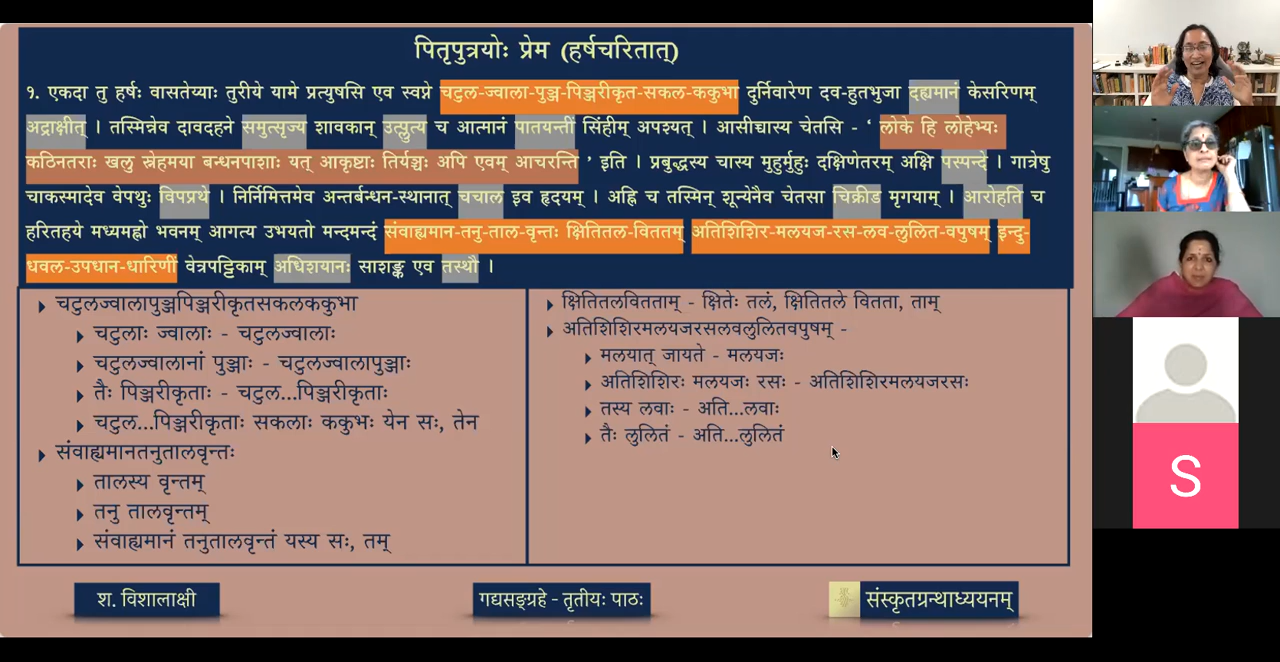 पितृपुत्रयोः प्रेम (हर्षचरितात्)
१. एकदा तु हर्षः वासतेय्याः तुरीये यामे प्रत्युषसि एव स्वप्ने चटुल-ज्वाला-पुञ्ज-पिञ्जरीकृत-सकल-ककुभा दुर्निवारेण दव-हुतभुजा दह्यमानं केसरिणम्
अद्राक्षीत् । तस्मिन्नेव दावदहने समुत्सृज्य शावकान् उत्प्लुत्य च आत्मानं पातयन्तीं सिंहीम् अपश्यत् । आसीच्चास्य चेतसि - ‘ लोके हि लोहेभ्यः
कठिनतराः खलु स्नेहमया बन्धनपाशाः यत् आकृष्टाः तिर्यञ्चः अपि एवम् आचरन्ति ’ इति । प्रबुद्धस्य चास्य मुहुर्मुहुः दक्षिणेतरम् अक्षि पस्पन्दे । गात्रेषु
चाकस्मादेव वेपथुः विपप्रथे । निर्निमित्तमेव अन्तर्बन्धन-स्थानात् चचाल इव हृदयम् । अह्नि च तस्मिन् शून्येनैव चेतसा चिक्रीड मृगयाम् । आरोहति च
हरितहये मध्यमह्नो भवनम् आगत्य उभयतो मन्दमन्दं संवाह्यमान-तनु-ताल-वृन्तः क्षितितल-वितताम् अतिशिशिर-मलयज-रस-लव-लुलित-वपुषम् इन्दु-
धवल-उपधान-धारिणीं वेत्रपट्टिकाम् अधिशयानः साशङ्क एव तस्थौ ।
चटुलज्वालापुञ्जपिञ्जरीकृतसकलककुभा
चटुलाः ज्वालाः - चटुलज्वालाः
चटुलज्वालानां पुञ्जाः - चटुलज्वालापुञ्जाः
तैः पिञ्जरीकृताः - चटुल...पिञ्जरीकृताः
चटुल...पिञ्जरीकृताः सकलाः ककुभः येन सः, तेन
संवाह्यमानतनुतालवृन्तः
तालस्य वृन्तम्
तनु तालवृन्तम्
संवाह्यमानं तनुतालवृन्तं यस्य सः, तम्
क्षितितलवितताम् - क्षितेः तलं, क्षितितले वितता, ताम्
अतिशिशिरमलयजरसलवलुलितवपुषम् -
मलयात् जायते - मलयजः
अतिशिशिरः मलयजः रसः - अतिशिशिरमलयजरसः
तस्य लवाः - अति...लवाः
तैः लुलितं - अति...लुलितं
श. विशालाक्षी
गद्यसङ्ग्रहे - तृतीयः पाठः
संस्कृतग्रन्थाध्ययनम्
S